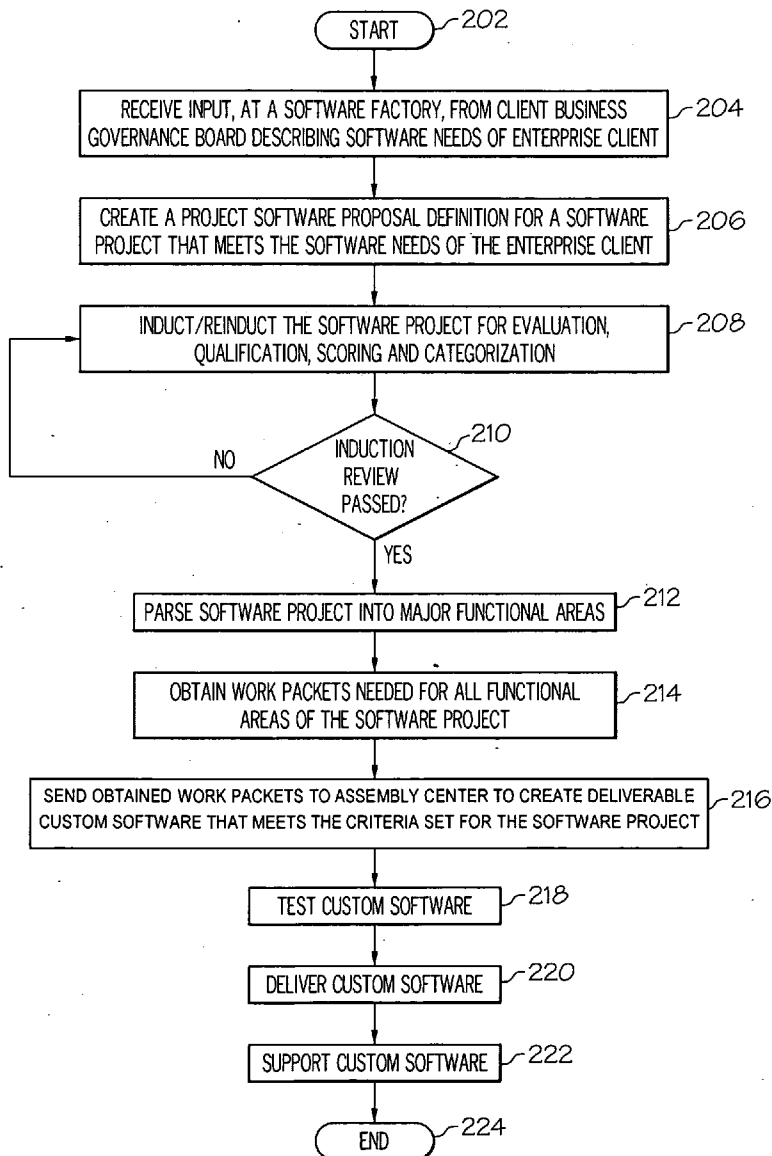 START
202
RECEIVE INPUT, AT A SOFTWARE FACTORY, FROM CLIENT BUSINESS
GOVERNANCE BOARD DESCRIBING SOFTWARE NEEDS OF ENTERPRISE CLIENT
204
CREATE A PROJECT SOFTWARE PROPOSAL DEFINITION FOR A SOFTWARE
PROJECT THAT MEETS THE SOFTWARE NEEDS OF THE ENTERPRISE CLIENT
206
INDUCT/REINDUCT THE SOFTWARE PROJECT FOR EVALUATION,
QUALIFICATION, SCORING AND CATEGORIZATION
208
210
INDUCTION
REVIEW
PASSED?
NO
YES
PARSE SOFTWARE PROJECT INTO MAJOR FUNCTIONAL AREAS
212
OBTAIN WORK PACKETS NEEDED FOR ALL FUNCTIONAL
AREAS OF THE SOFTWARE PROJECT
214
SEND OBTAINED WORK PACKETS TO ASSEMBLY CENTER TO CREATE DELIVERABLE
CUSTOM SOFTWARE THAT MEETS THE CRITERIA SET FOR THE SOFTWARE PROJECT
216
TEST CUSTOM SOFTWARE
218
DELIVER CUSTOM SOFTWARE
220
SUPPORT CUSTOM SOFTWARE
222
END
224